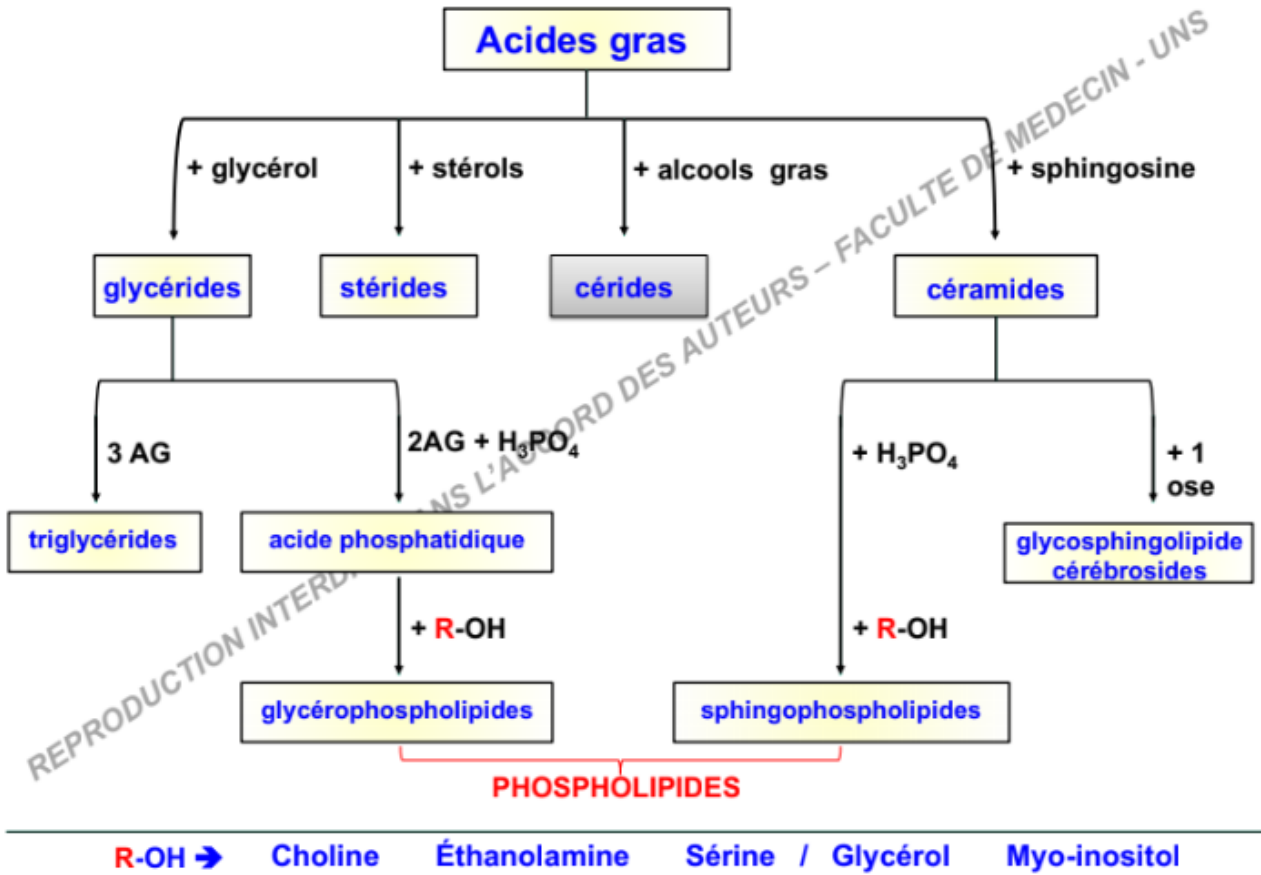 Acides gras
+ glycérol
+ stérols
+ alcools gras
+ sphingosine
glycérides
stérides
cérides
céramides
3 AG
2AG + H₃PO₄
+ H₃PO₄
+ 1
ose
triglycérides
acide phosphatidique
glycosphingolipide
cérébrosides
+ R-OH
+ R-OH
glycérophospholipides
sphingophospholipides
PHOSPHOLIPIDES
R-OH ➔ Choline Éthanolamine Sérine / Glycérol Myo-inositol
REPRODUCTION L'ACCORD DES AUTEURS – FACULTE DE MEDECIN - UNS